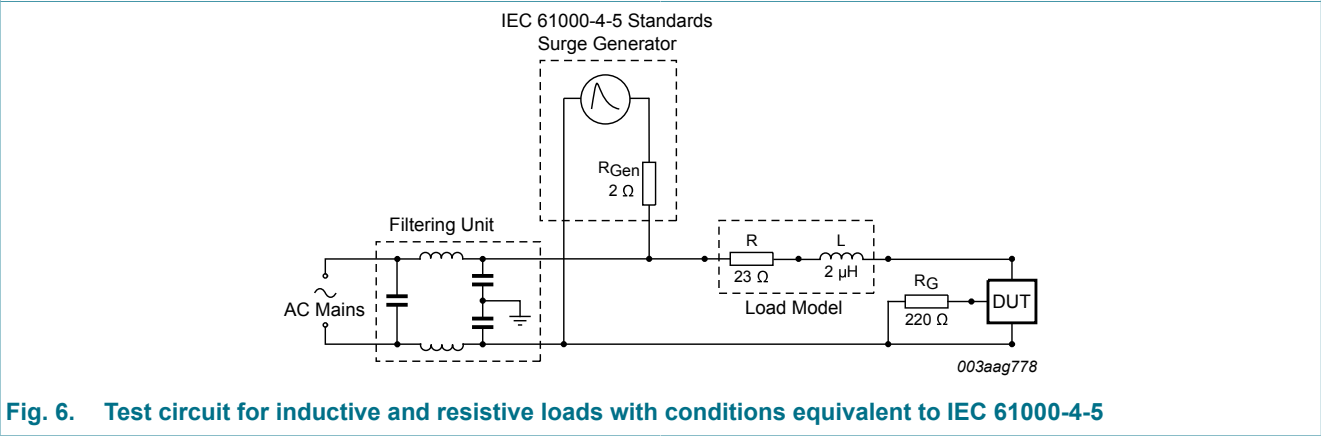 IEC 61000-4-5 Standards
Surge Generator
RGen
2 Ω
Filtering Unit
AC Mains
R
23 Ω
L
2 μH
Load Model
RG
220 Ω
DUT
003aag778
Fig. 6. Test circuit for inductive and resistive loads with conditions equivalent to IEC 61000-4-5